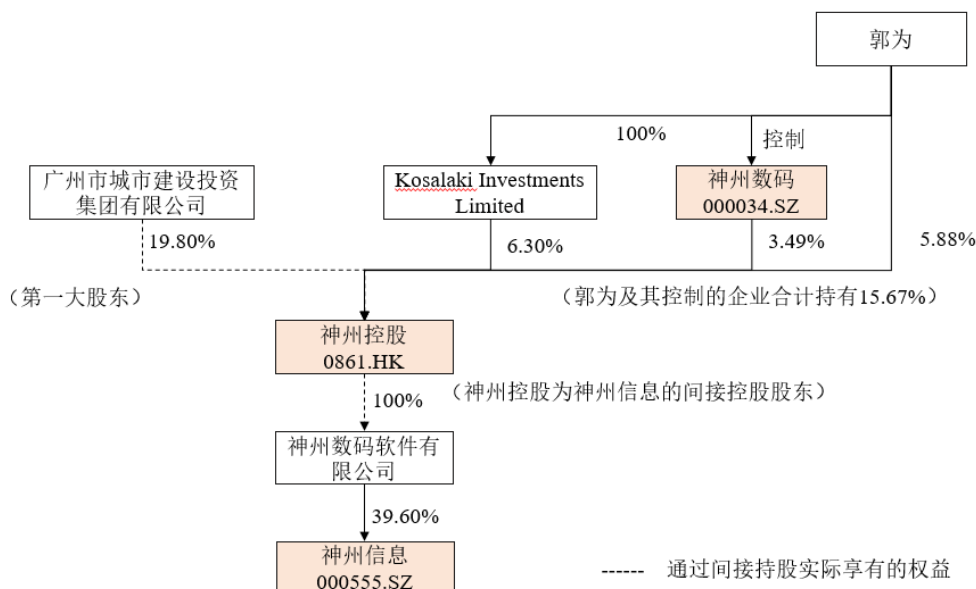 郭为
100%
控制
广州市城市建设投资
集团有限公司
Kosalaki Investments
Limited
神州数码
000034.SZ
19.80%
6.30%
3.49%
5.88%
（第一大股东）
（郭为及其控制的企业合计持有15.67%）
神州控股
0861.HK
（神州控股为神州信息的间接控股股东）
100%
神州数码软件有
限公司
39.60%
神州信息
000555.SZ
------ 通过间接持股实际享有的权益